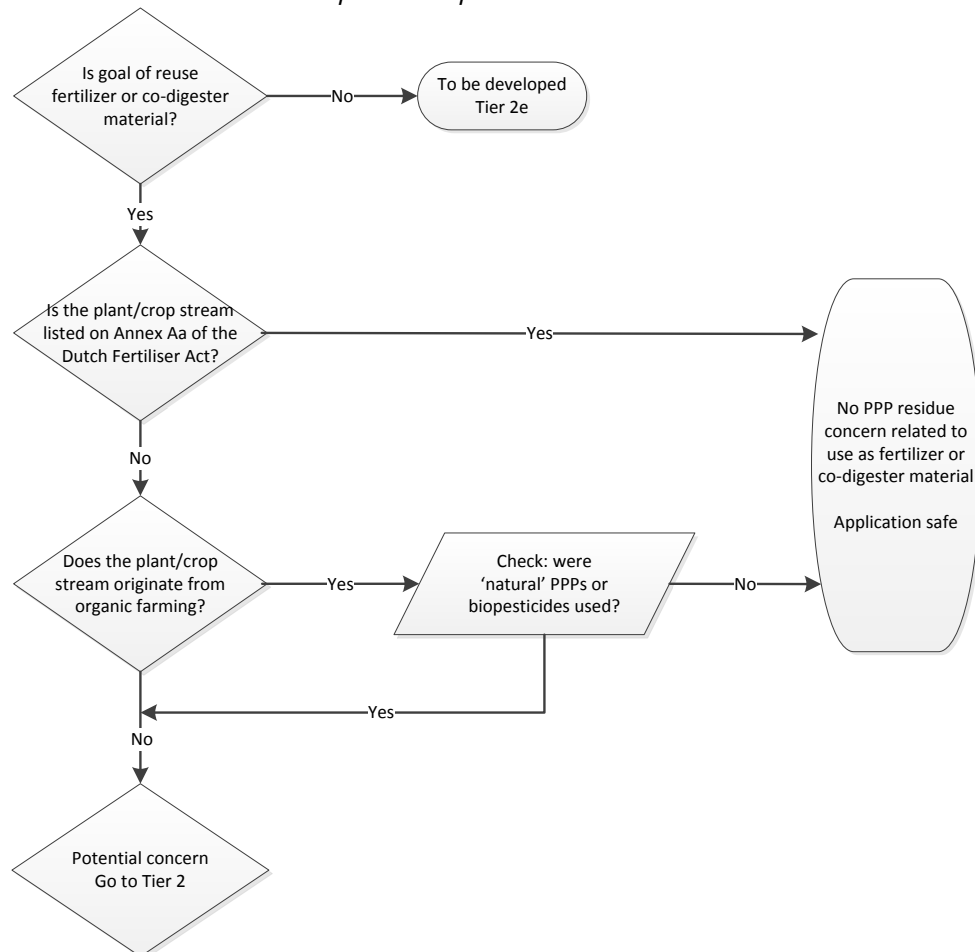 Is goal of reuse
fertilizer or co-digester
material?
No
To be developed
Tier 2e
Yes
Is the plant/crop stream
listed on Annex Aa of the
Dutch Fertiliser Act?
Yes
No PPP residue
concern related to
use as fertilizer or
co-digester material
Application safe
No
Does the plant/crop
stream originate from
organic farming?
Yes
Check: were
‘natural’ PPPs or
biopesticides used?
No
Yes
No
Potential concern
Go to Tier 2